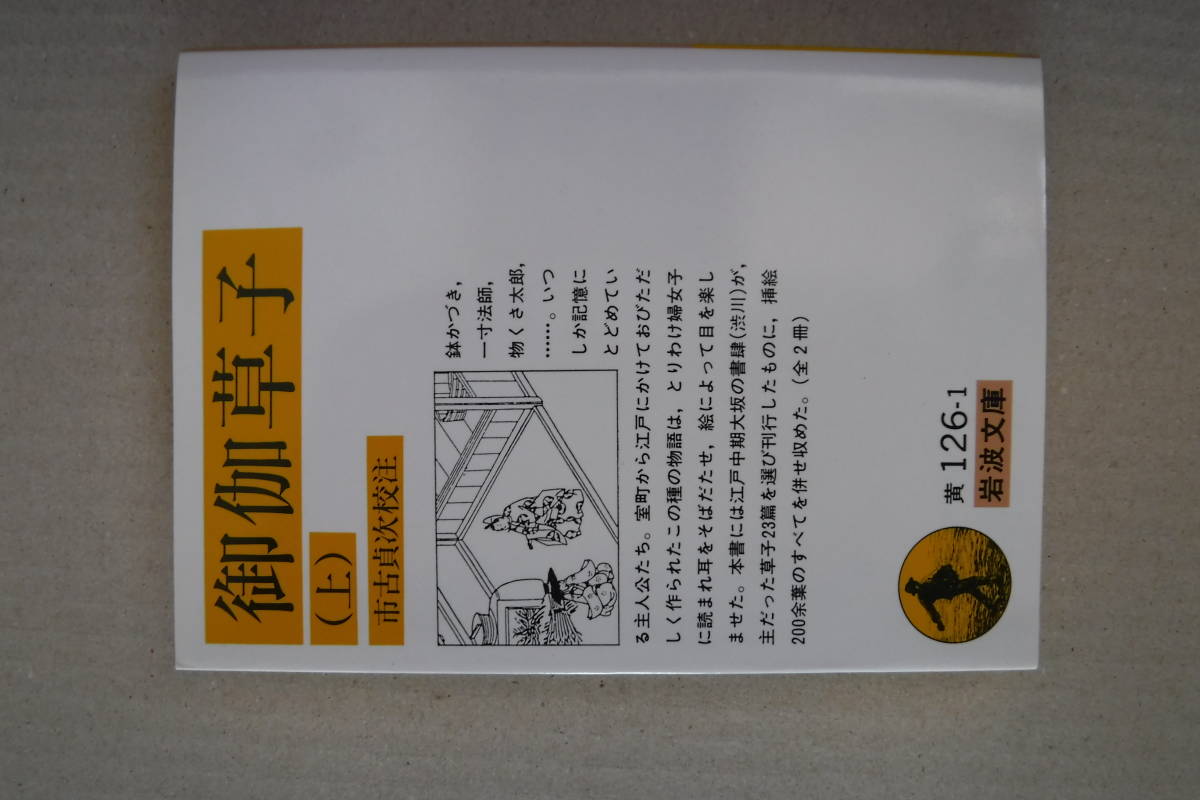 御伽草子
(上)
市古貞次校注
鉢かづき,
一寸法師,
物くさ太郎,
……。いつ
しか記憶に
とどめてい
る主人公たち。室町から江戸にかけておびただ
しく作られたこの種の物語は,とりわけ婦女子
に読まれ耳をそばだたせ,絵によって目を楽し
ませた。本書には江戸中期大坂の書肆(渋川)が,
主だった草子23篇を選び刊行したものに,挿絵
200余葉のすべてを併せ収めた。(全2冊)
黄126-1
岩波文庫